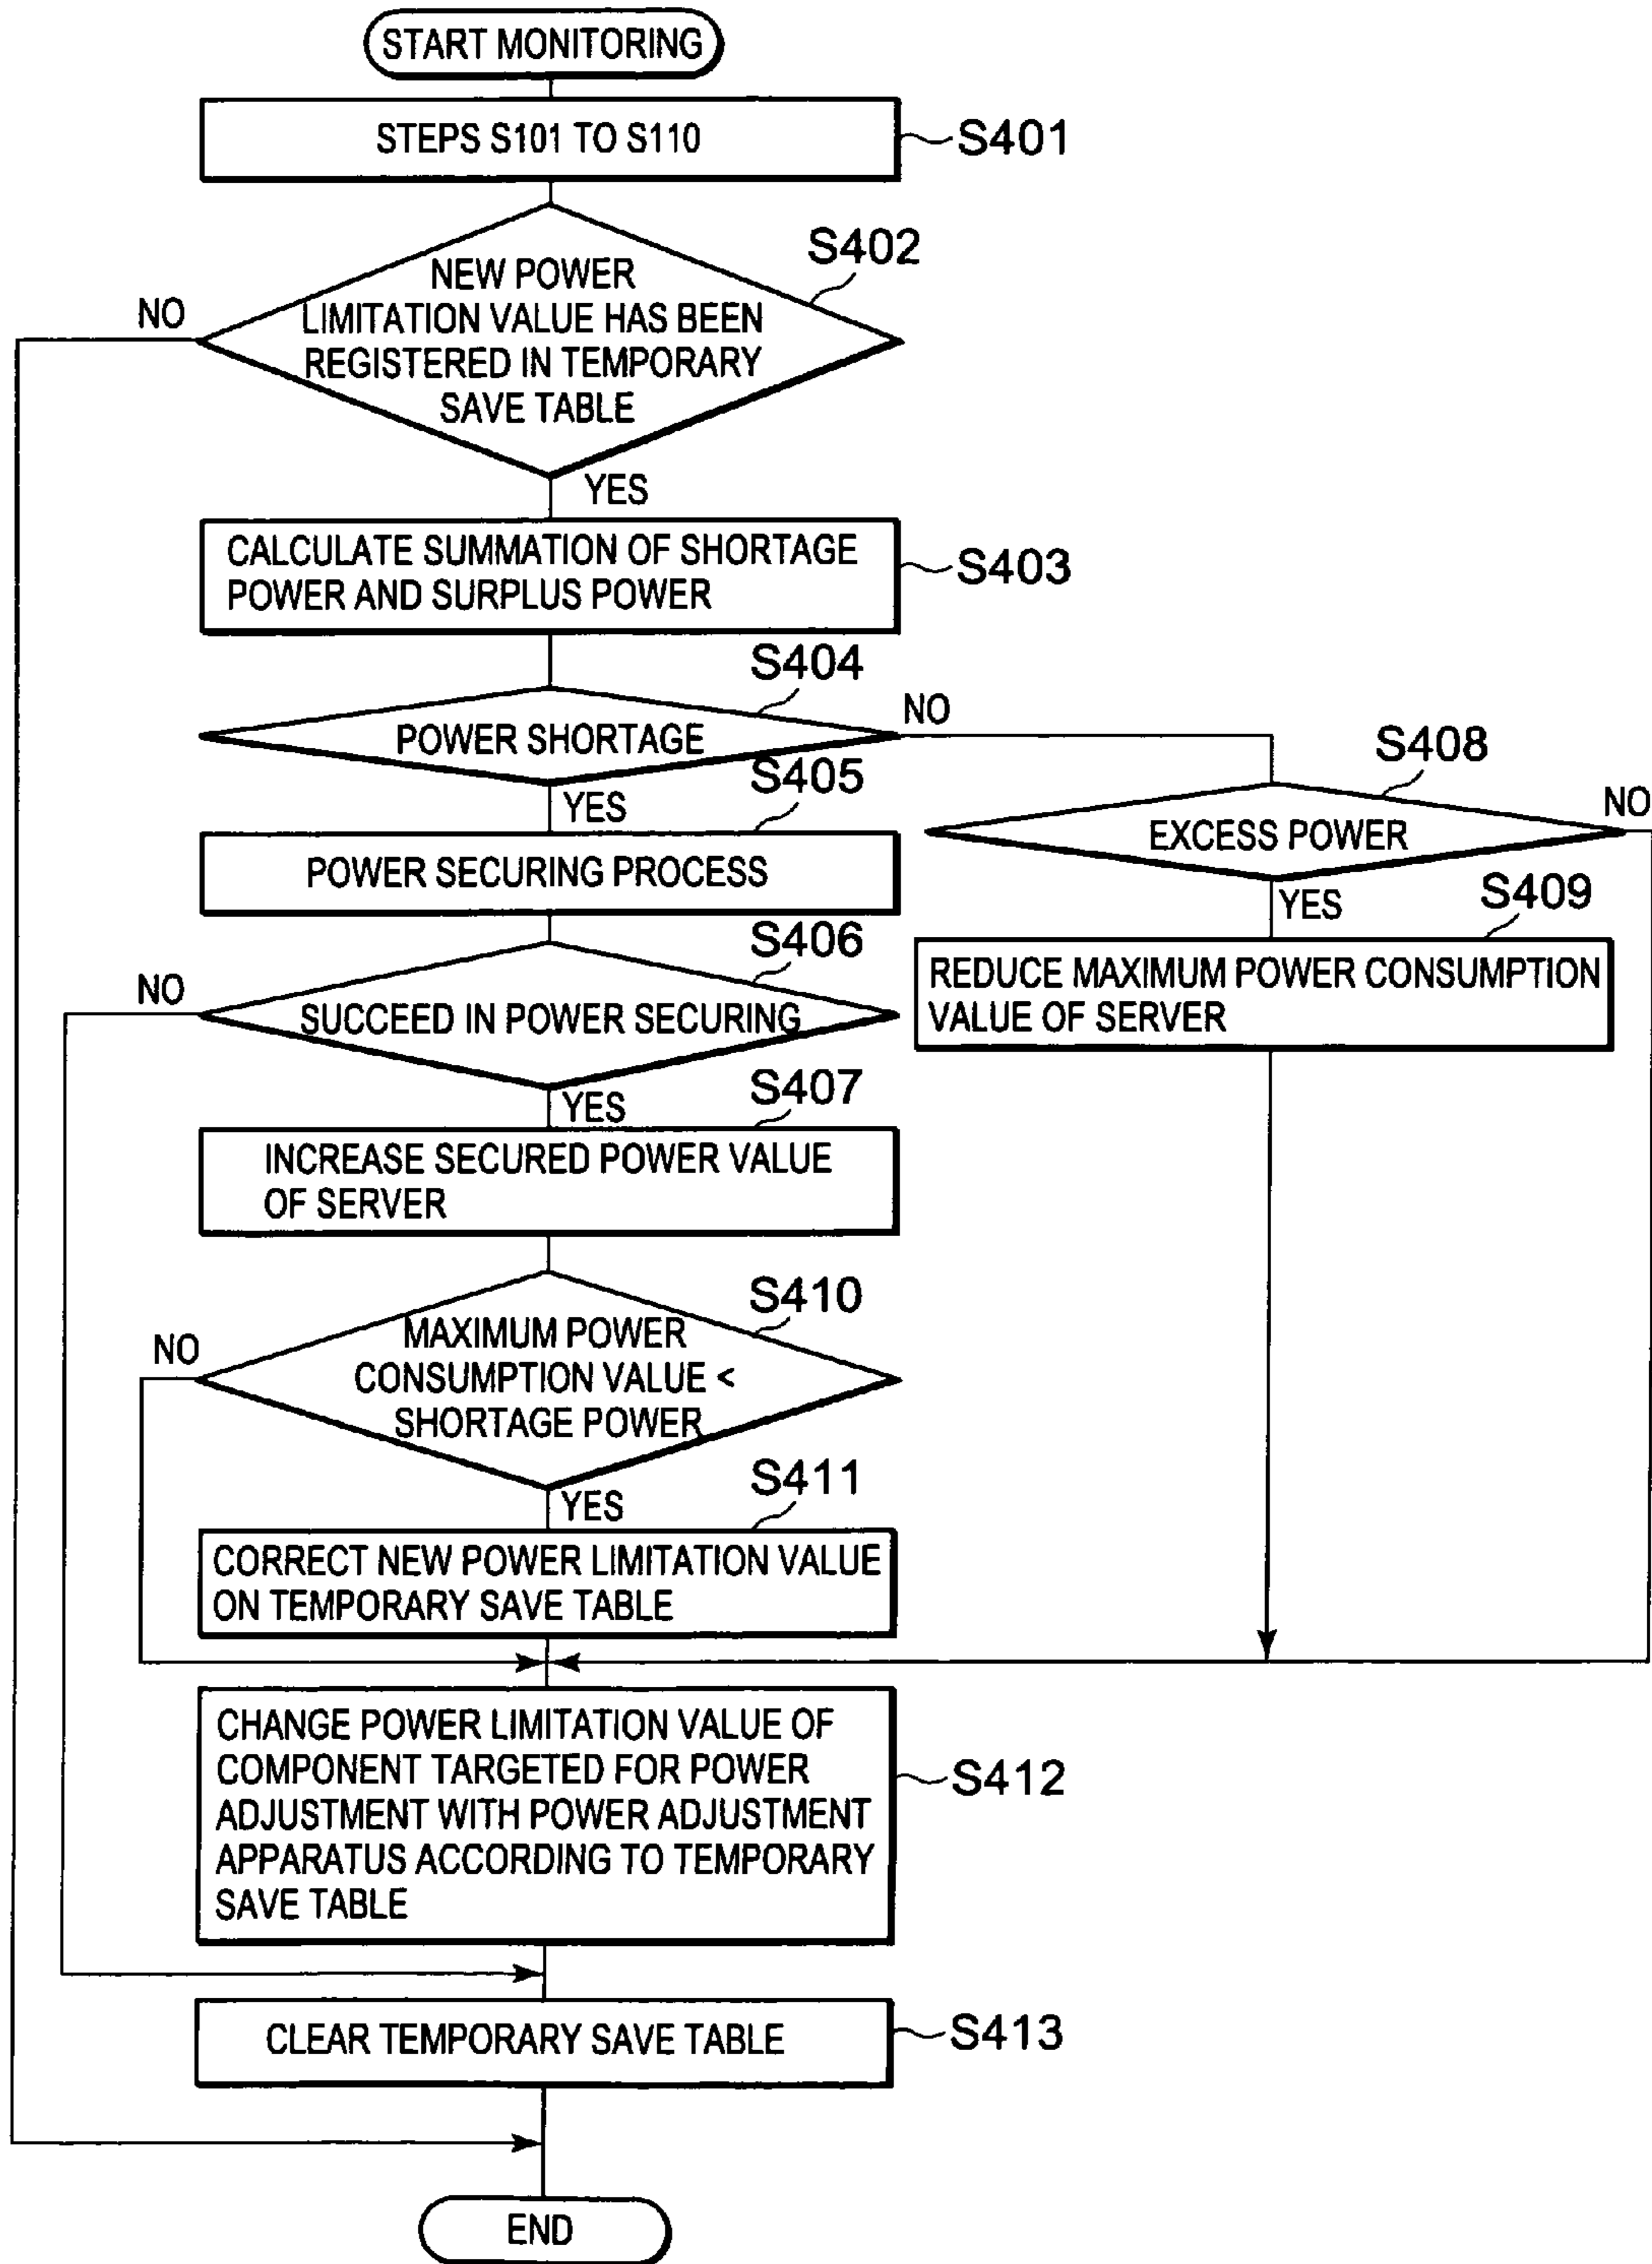 START MONITORING
STEPS S101 TO S110
S401
S402
NEW POWER
LIMITATION VALUE HAS BEEN
REGISTERED IN TEMPORARY
SAVE TABLE
NO
YES
CALCULATE SUMMATION OF SHORTAGE
POWER AND SURPLUS POWER
S403
S404
POWER SHORTAGE
NO
YES
S405
POWER SECURING PROCESS
S408
EXCESS POWER
NO
YES
S409
REDUCE MAXIMUM POWER CONSUMPTION
VALUE OF SERVER
S406
SUCCEED IN POWER SECURING
NO
YES
S407
INCREASE SECURED POWER VALUE
OF SERVER
S410
MAXIMUM POWER
CONSUMPTION VALUE <
SHORTAGE POWER
NO
YES
S411
CORRECT NEW POWER LIMITATION VALUE
ON TEMPORARY SAVE TABLE
CHANGE POWER LIMITATION VALUE OF
COMPONENT TARGETED FOR POWER
ADJUSTMENT WITH POWER ADJUSTMENT
APPARATUS ACCORDING TO TEMPORARY
SAVE TABLE
S412
CLEAR TEMPORARY SAVE TABLE
S413
END